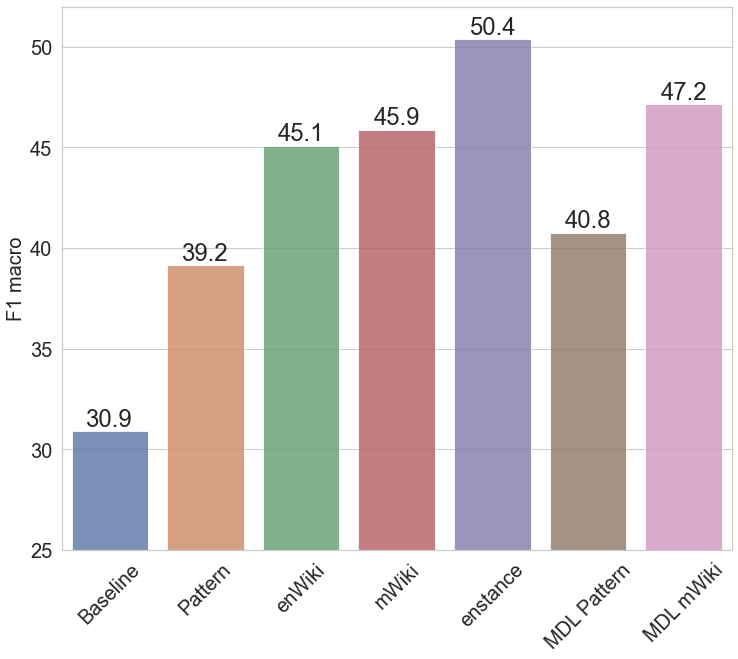 50.4
50
47.2
45.9
45.1
45
40.8
40
39.2
F1 macro
35
30.9
30
25
Baseline
Pattern
enWiki
mWiki
enstance
MDL Pattern
MDL mWiki